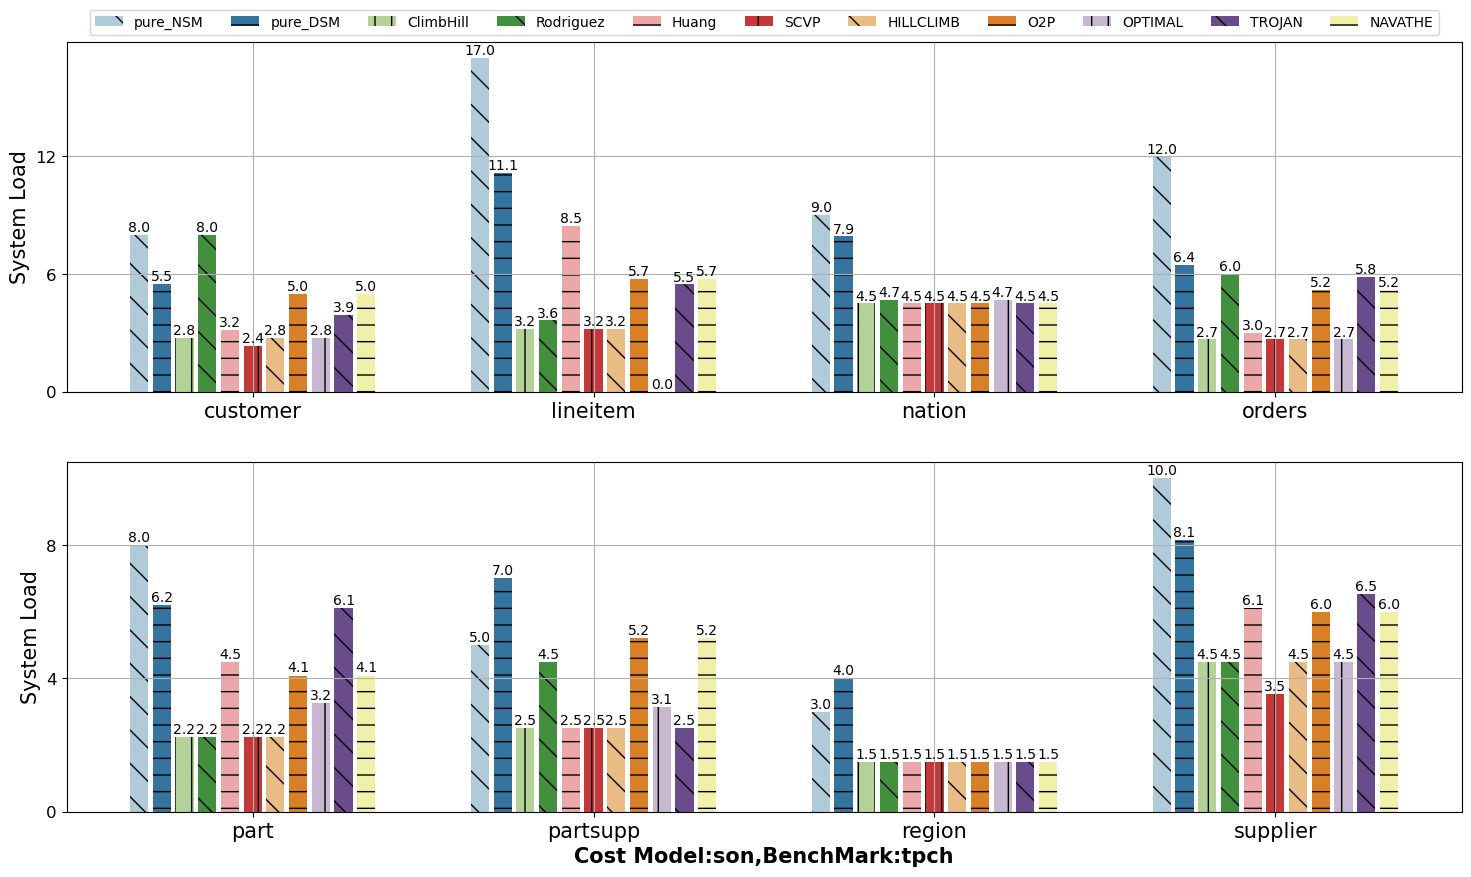 pure_NSM pure_DSM ClimbHill Rodriguez Huang SCVP HILLCLIMB O2P OPTIMAL TROJAN NAVATHE
System Load
12
6
0
8.0 5.5 2.8 8.0 3.2 2.4 2.8 5.0 2.8 3.9 5.0
17.0 11.1 3.2 3.6 8.5 3.2 3.2 5.7 0.0 5.5 5.7
9.0 7.9 4.5 4.7 4.5 4.5 4.5 4.5 4.7 4.5 4.5
12.0 6.4 2.7 6.0 3.0 2.7 2.7 5.2 2.7 5.8 5.2
customer lineitem nation orders
System Load
8
4
0
8.0 6.2 2.2 2.2 4.5 2.2 2.2 4.1 3.2 6.1 4.1
5.0 7.0 2.5 4.5 2.5 2.5 2.5 5.2 3.1 2.5 5.2
3.0 4.0 1.5 1.5 1.5 1.5 1.5 1.5 1.5 1.5 1.5
10.0 8.1 4.5 4.5 6.1 3.5 4.5 6.0 4.5 6.5 6.0
part partsupp region supplier
Cost Model:son,BenchMark:tpch